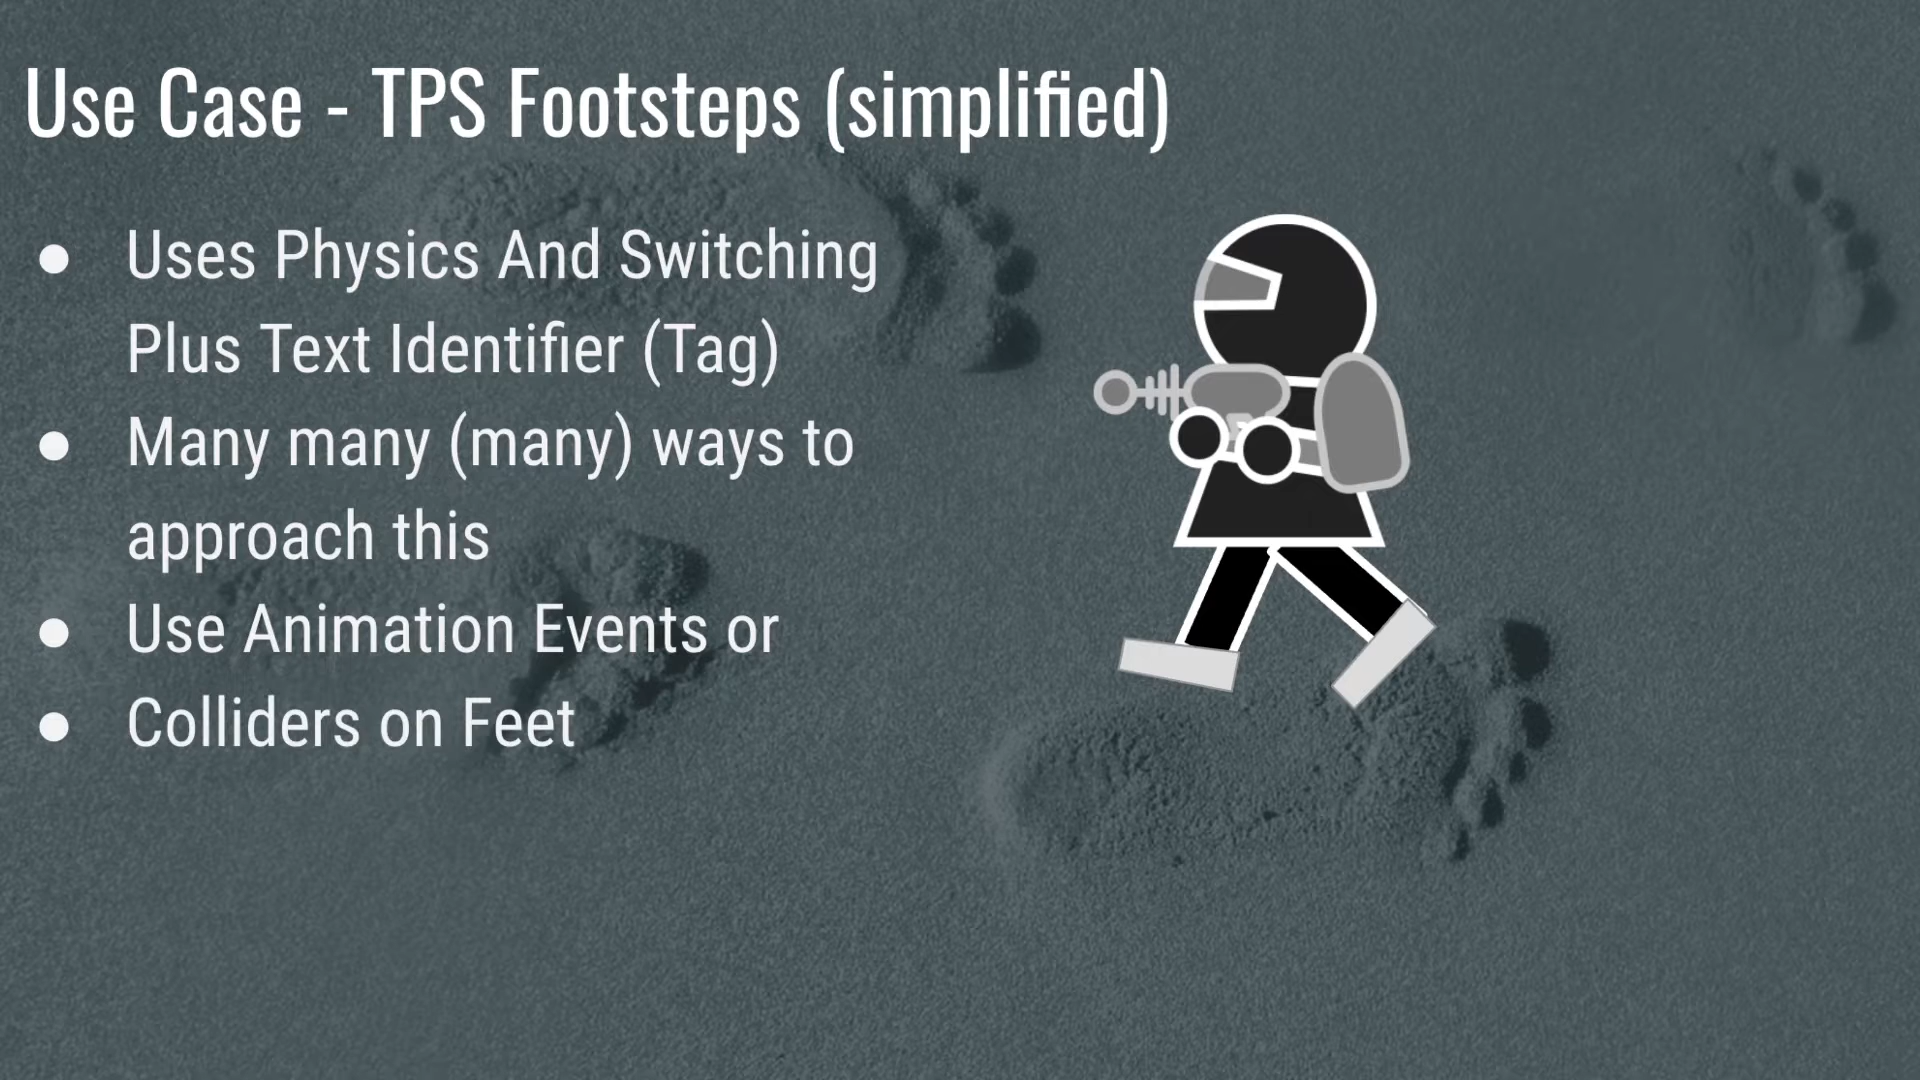 Use Case - TPS Footsteps (simplified)
● Uses Physics And Switching
Plus Text Identifier (Tag)
● Many many (many) ways to
approach this
● Use Animation Events or
● Colliders on Feet